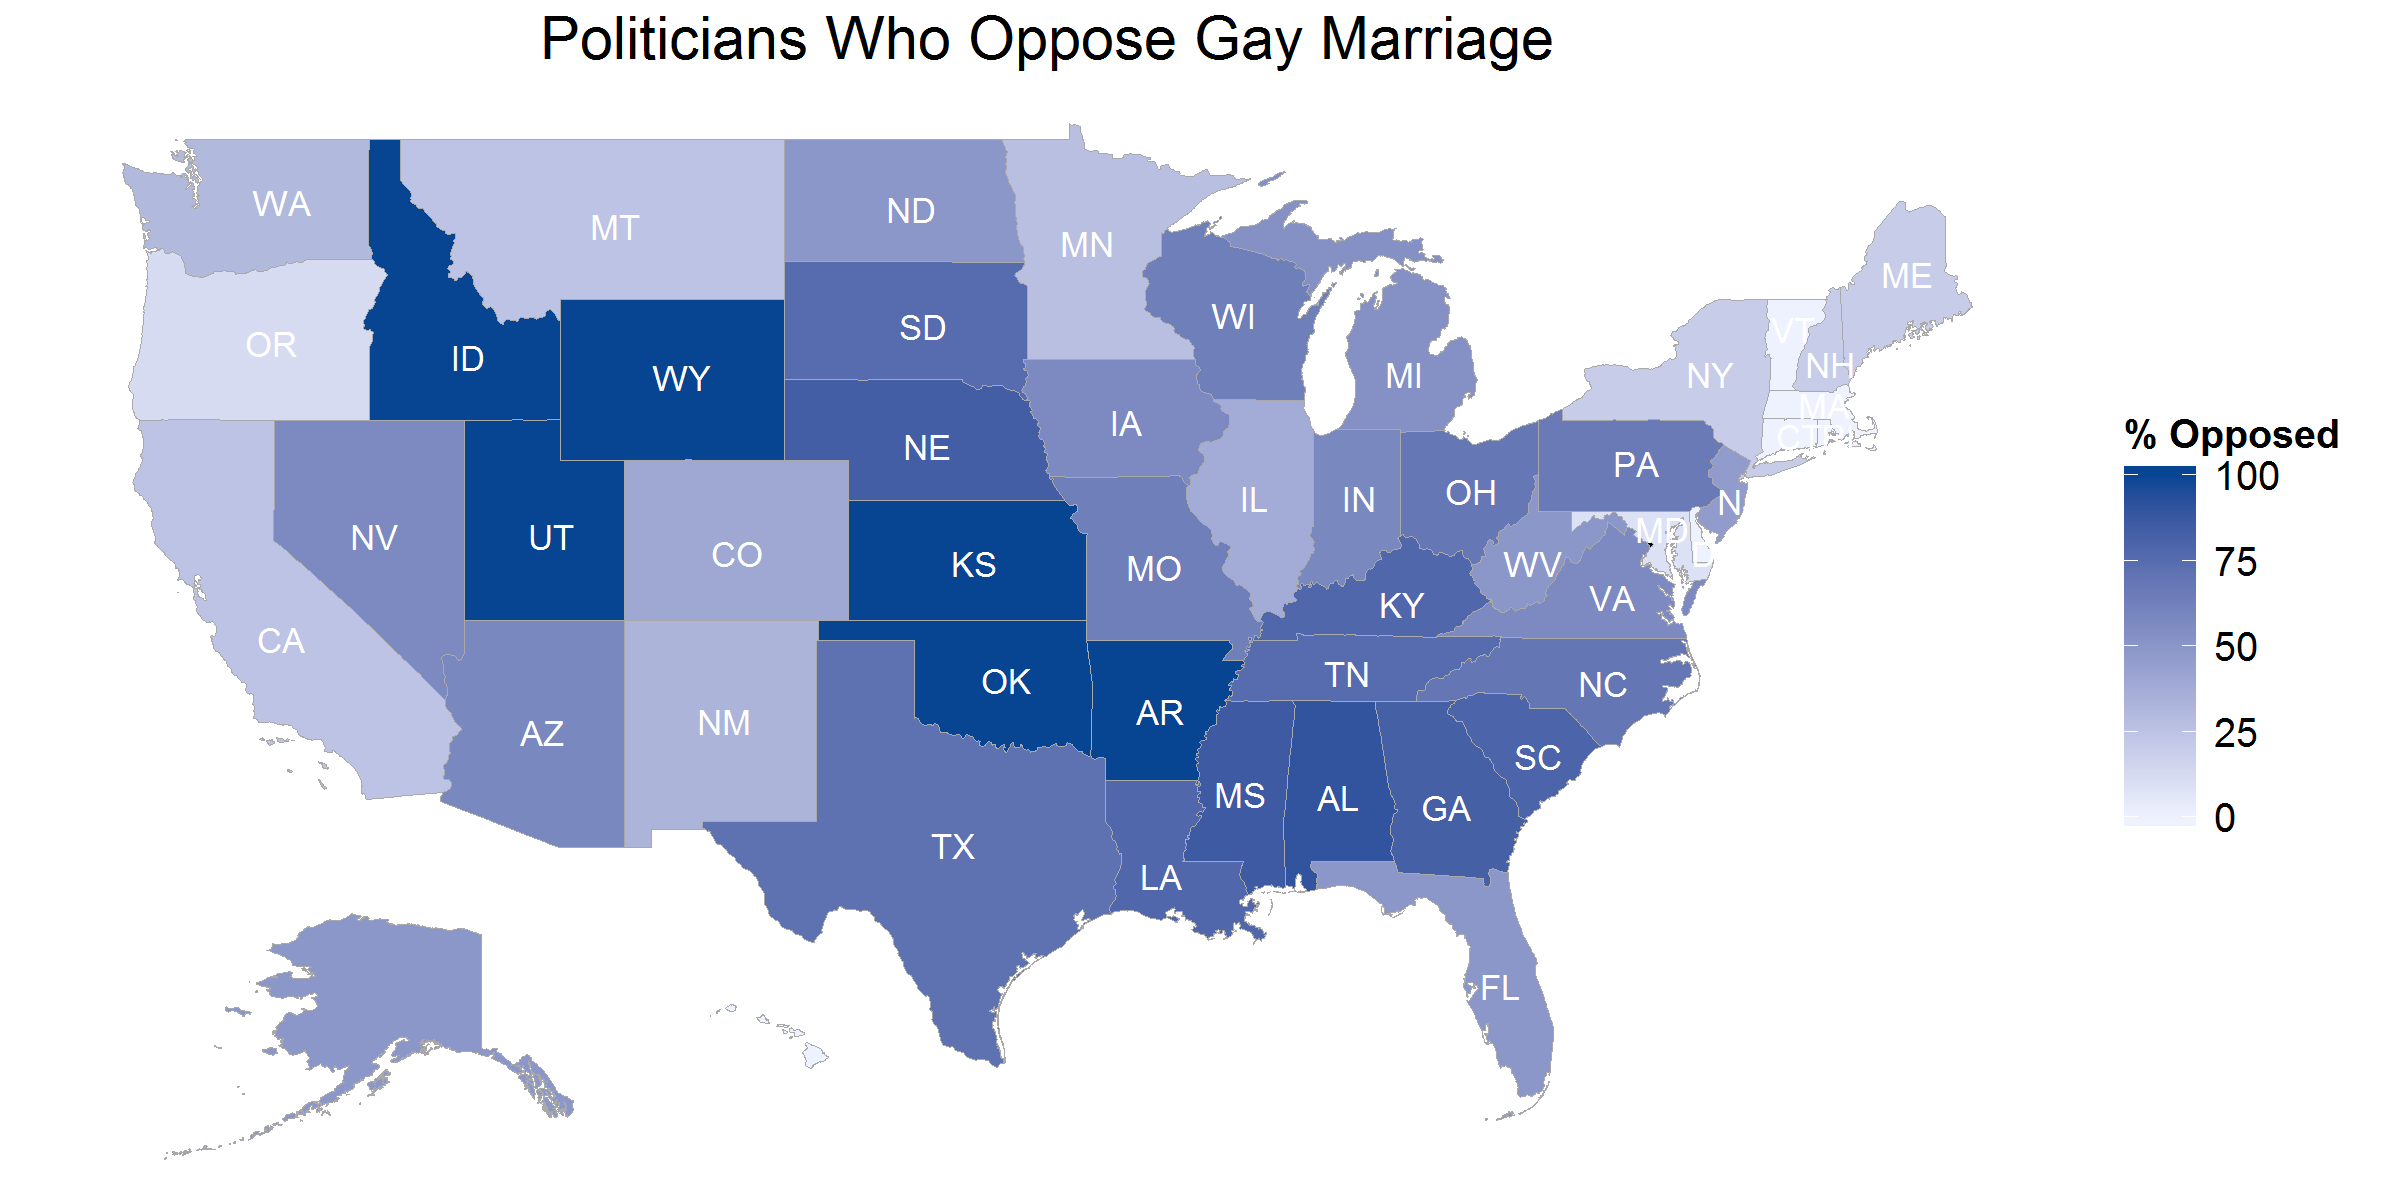 Politicians Who Oppose Gay Marriage
WA
MT
ND
MN
ME
OR
ID
WY
SD
WI
MI
NY
VT
NH
MA
CT
NE
IA
PA
NV
UT
CO
KS
MO
IL
IN
OH
N
MD
D
WV
VA
KY
CA
AZ
NM
OK
AR
TN
NC
SC
TX
LA
MS
AL
GA
FL
% Opposed
100
75
50
25
0